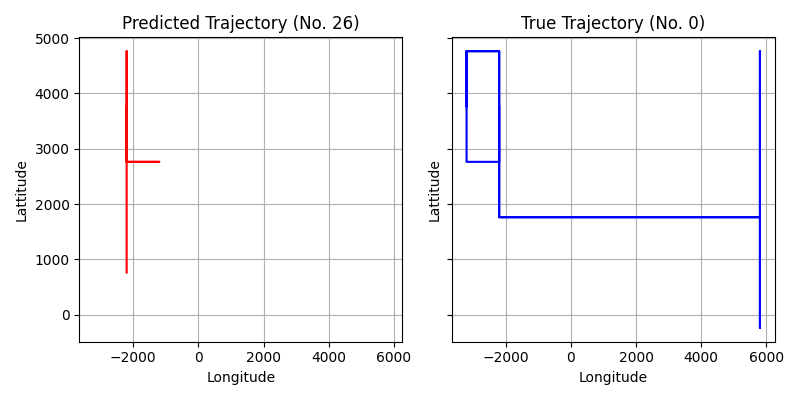 Predicted Trajectory (No. 26)
True Trajectory (No. 0)
5000
4000
3000
2000
1000
0
Lattitude
Lattitude
−2000 0 2000 4000 6000
−2000 0 2000 4000 6000
Longitude
Longitude